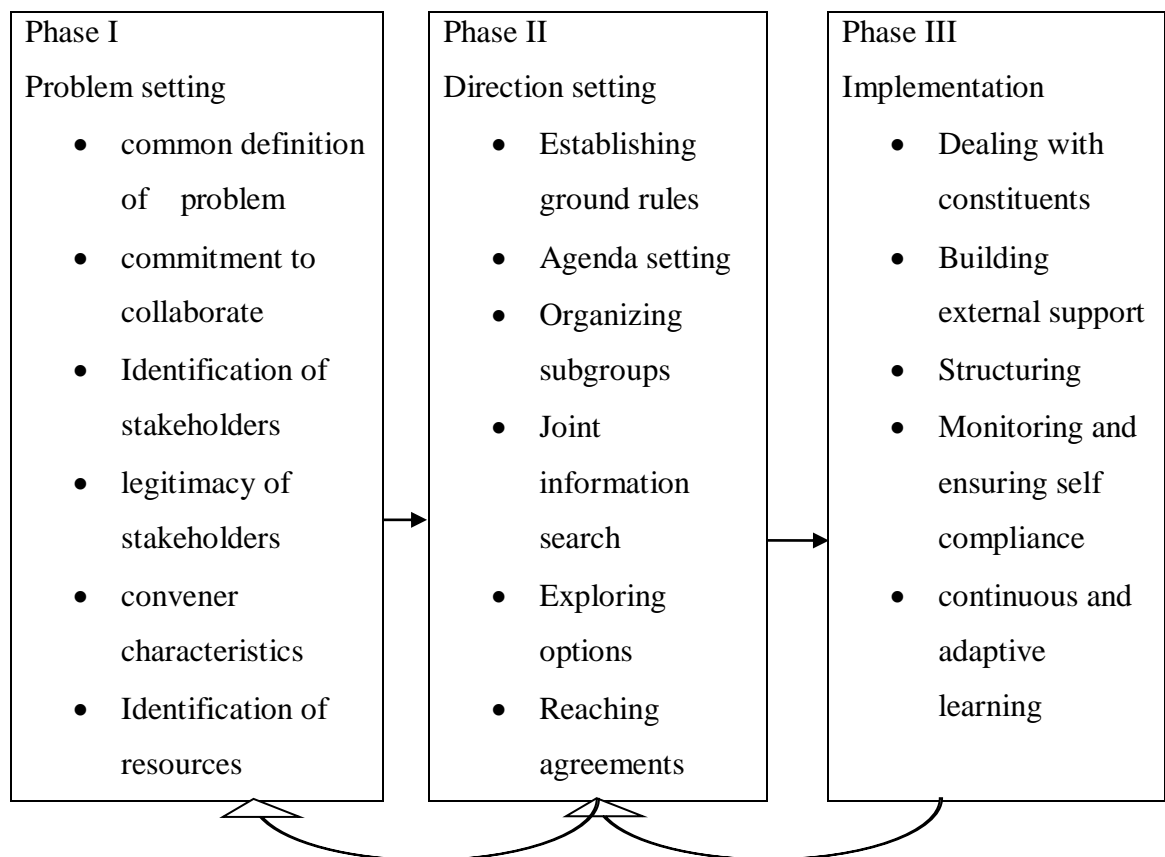 Phase I
Problem setting
• common definition
of problem
• commitment to
collaborate
• Identification of
stakeholders
• legitimacy of
stakeholders
• convener
characteristics
• Identification of
resources
Phase II
Direction setting
• Establishing
ground rules
• Agenda setting
• Organizing
subgroups
• Joint
information
search
• Exploring
options
• Reaching
agreements
Phase III
Implementation
• Dealing with
constituents
• Building
external support
• Structuring
• Monitoring and
ensuring self
compliance
• continuous and
adaptive
learning